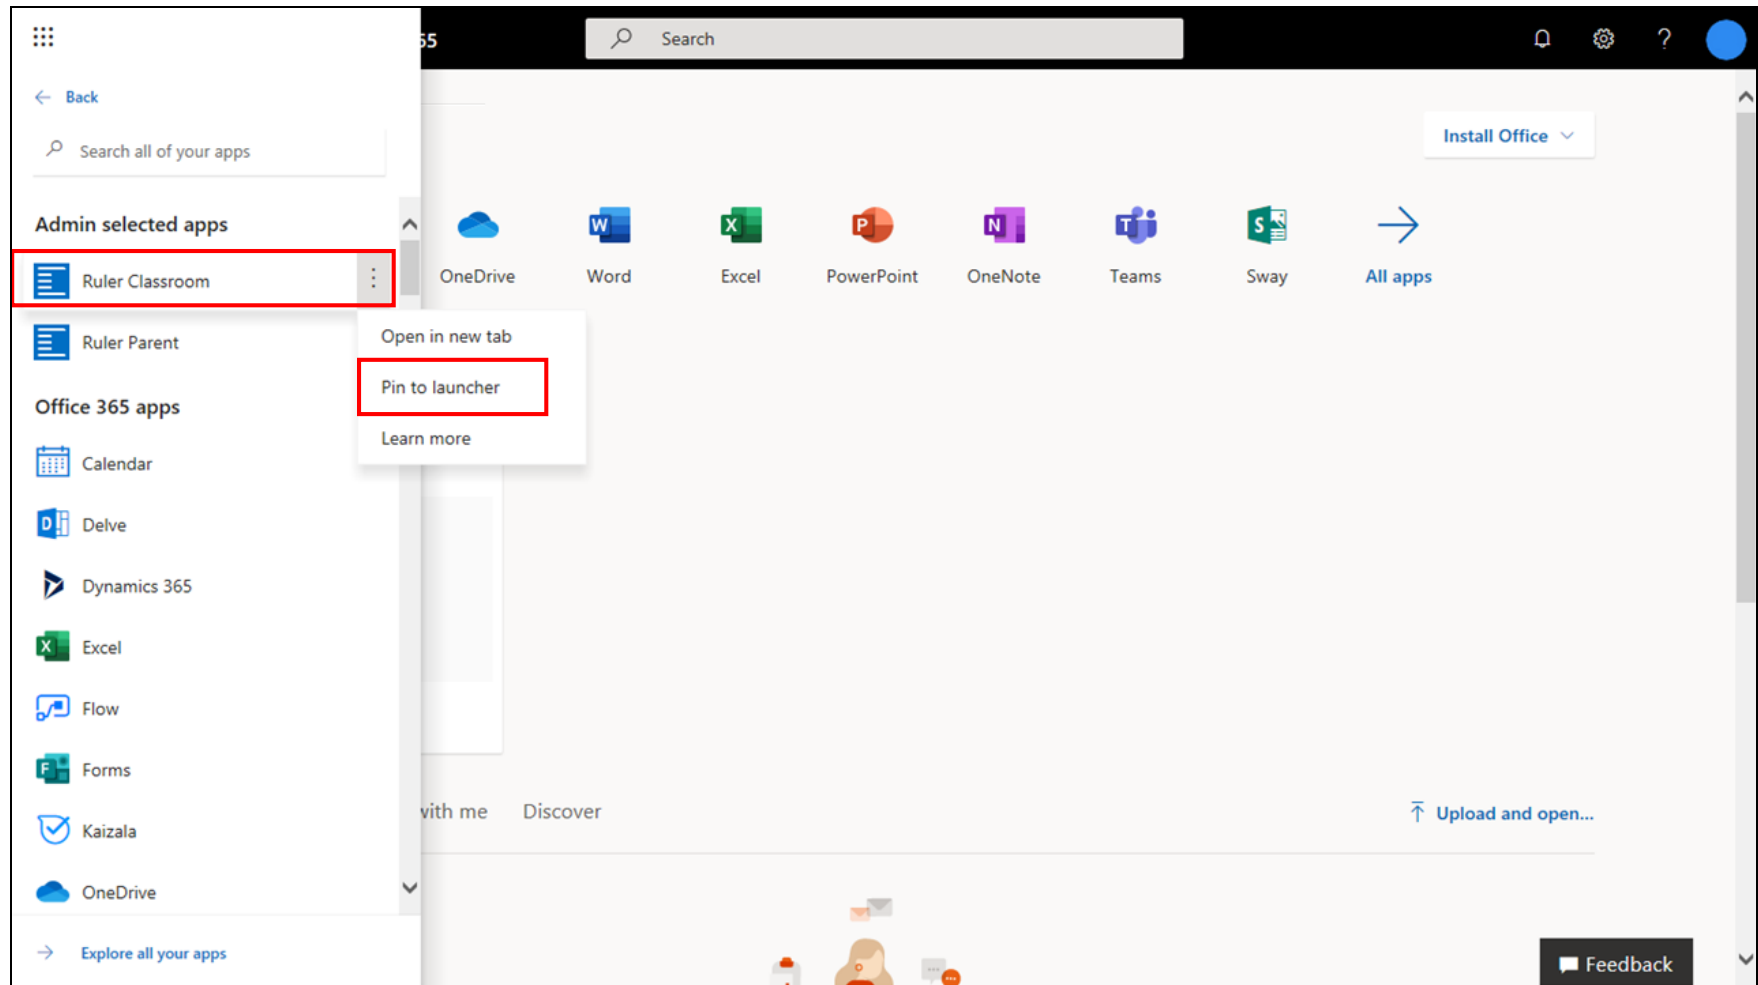 65
Search
Back
Search all of your apps
Install Office
Admin selected apps
Ruler Classroom
Ruler Parent
OneDrive
Word
Excel
PowerPoint
OneNote
Teams
Sway
All apps
Open in new tab
Pin to launcher
Learn more
Office 365 apps
Calendar
Delve
Dynamics 365
Excel
Flow
Forms
Kaizala
OneDrive
Explore all your apps
with me
Discover
Upload and open...
Feedback